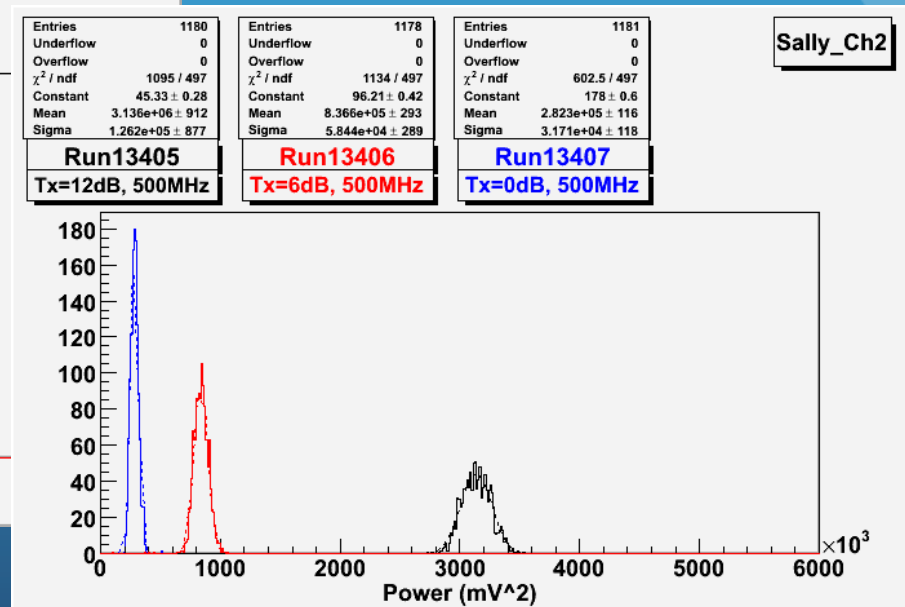 Entries 1180
Underflow 0
Overflow 0
χ² / ndf 1095 / 497
Constant 45.33 ± 0.28
Mean 3.136e+06 ± 912
Sigma 1.262e+05 ± 877
Run13405
Tx=12dB, 500MHz
Entries 1178
Underflow 0
Overflow 0
χ² / ndf 1134 / 497
Constant 96.21 ± 0.42
Mean 8.366e+05 ± 293
Sigma 5.844e+04 ± 289
Run13406
Tx=6dB, 500MHz
Entries 1181
Underflow 0
Overflow 0
χ² / ndf 602.5 / 497
Constant 178 ± 0.6
Mean 2.823e+05 ± 116
Sigma 3.171e+04 ± 118
Run13407
Tx=0dB, 500MHz
Sally_Ch2
180
160
140
120
100
80
60
40
20
0
0 1000 2000 3000 4000 5000 6000
×10³
Power (mV^2)